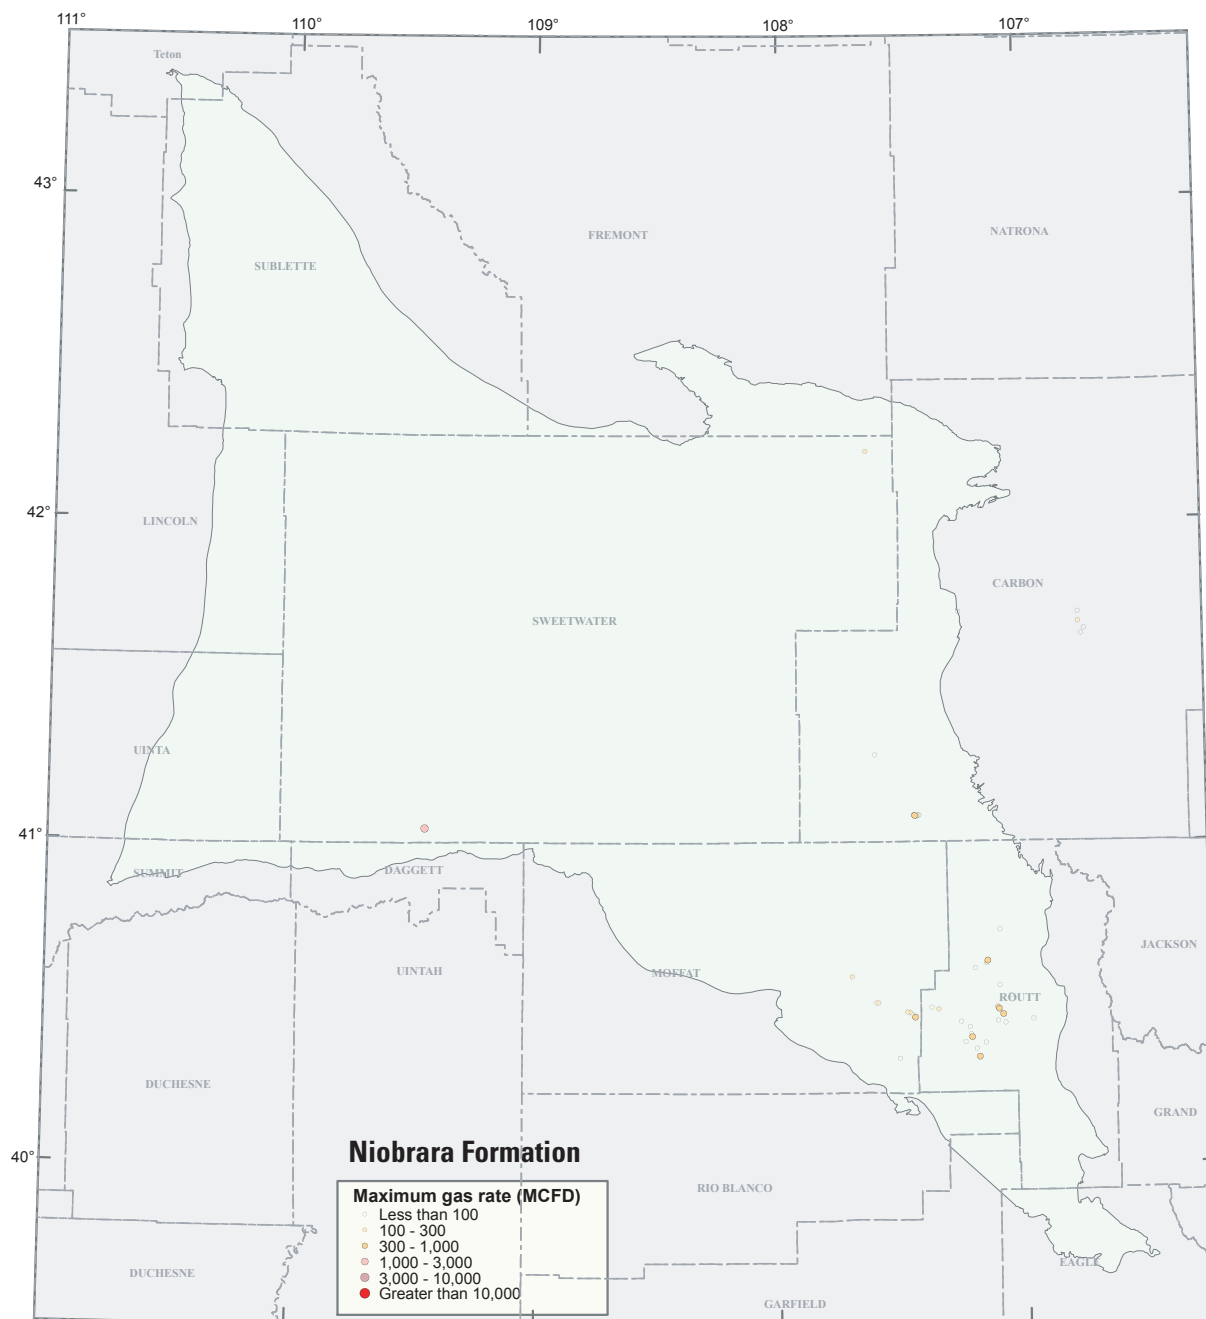 111°
110°
109°
108°
107°
Teton
43°
FREMONT
NATRONA
SUBLETTE
42°
LINCOLN
CARBON
SWEETWATER
UINTA
41°
SUMMIT
DAGGETT
JACKSON
UINTAH
MOFFAT
ROUTT
DUCHESNE
GRAND
40°
Niobrara Formation
RIO BLANCO
Maximum gas rate (MCFD)
Less than 100
100 - 300
300 - 1,000
1,000 - 3,000
3,000 - 10,000
Greater than 10,000
EAGLE
DUCHESNE
GARFIELD